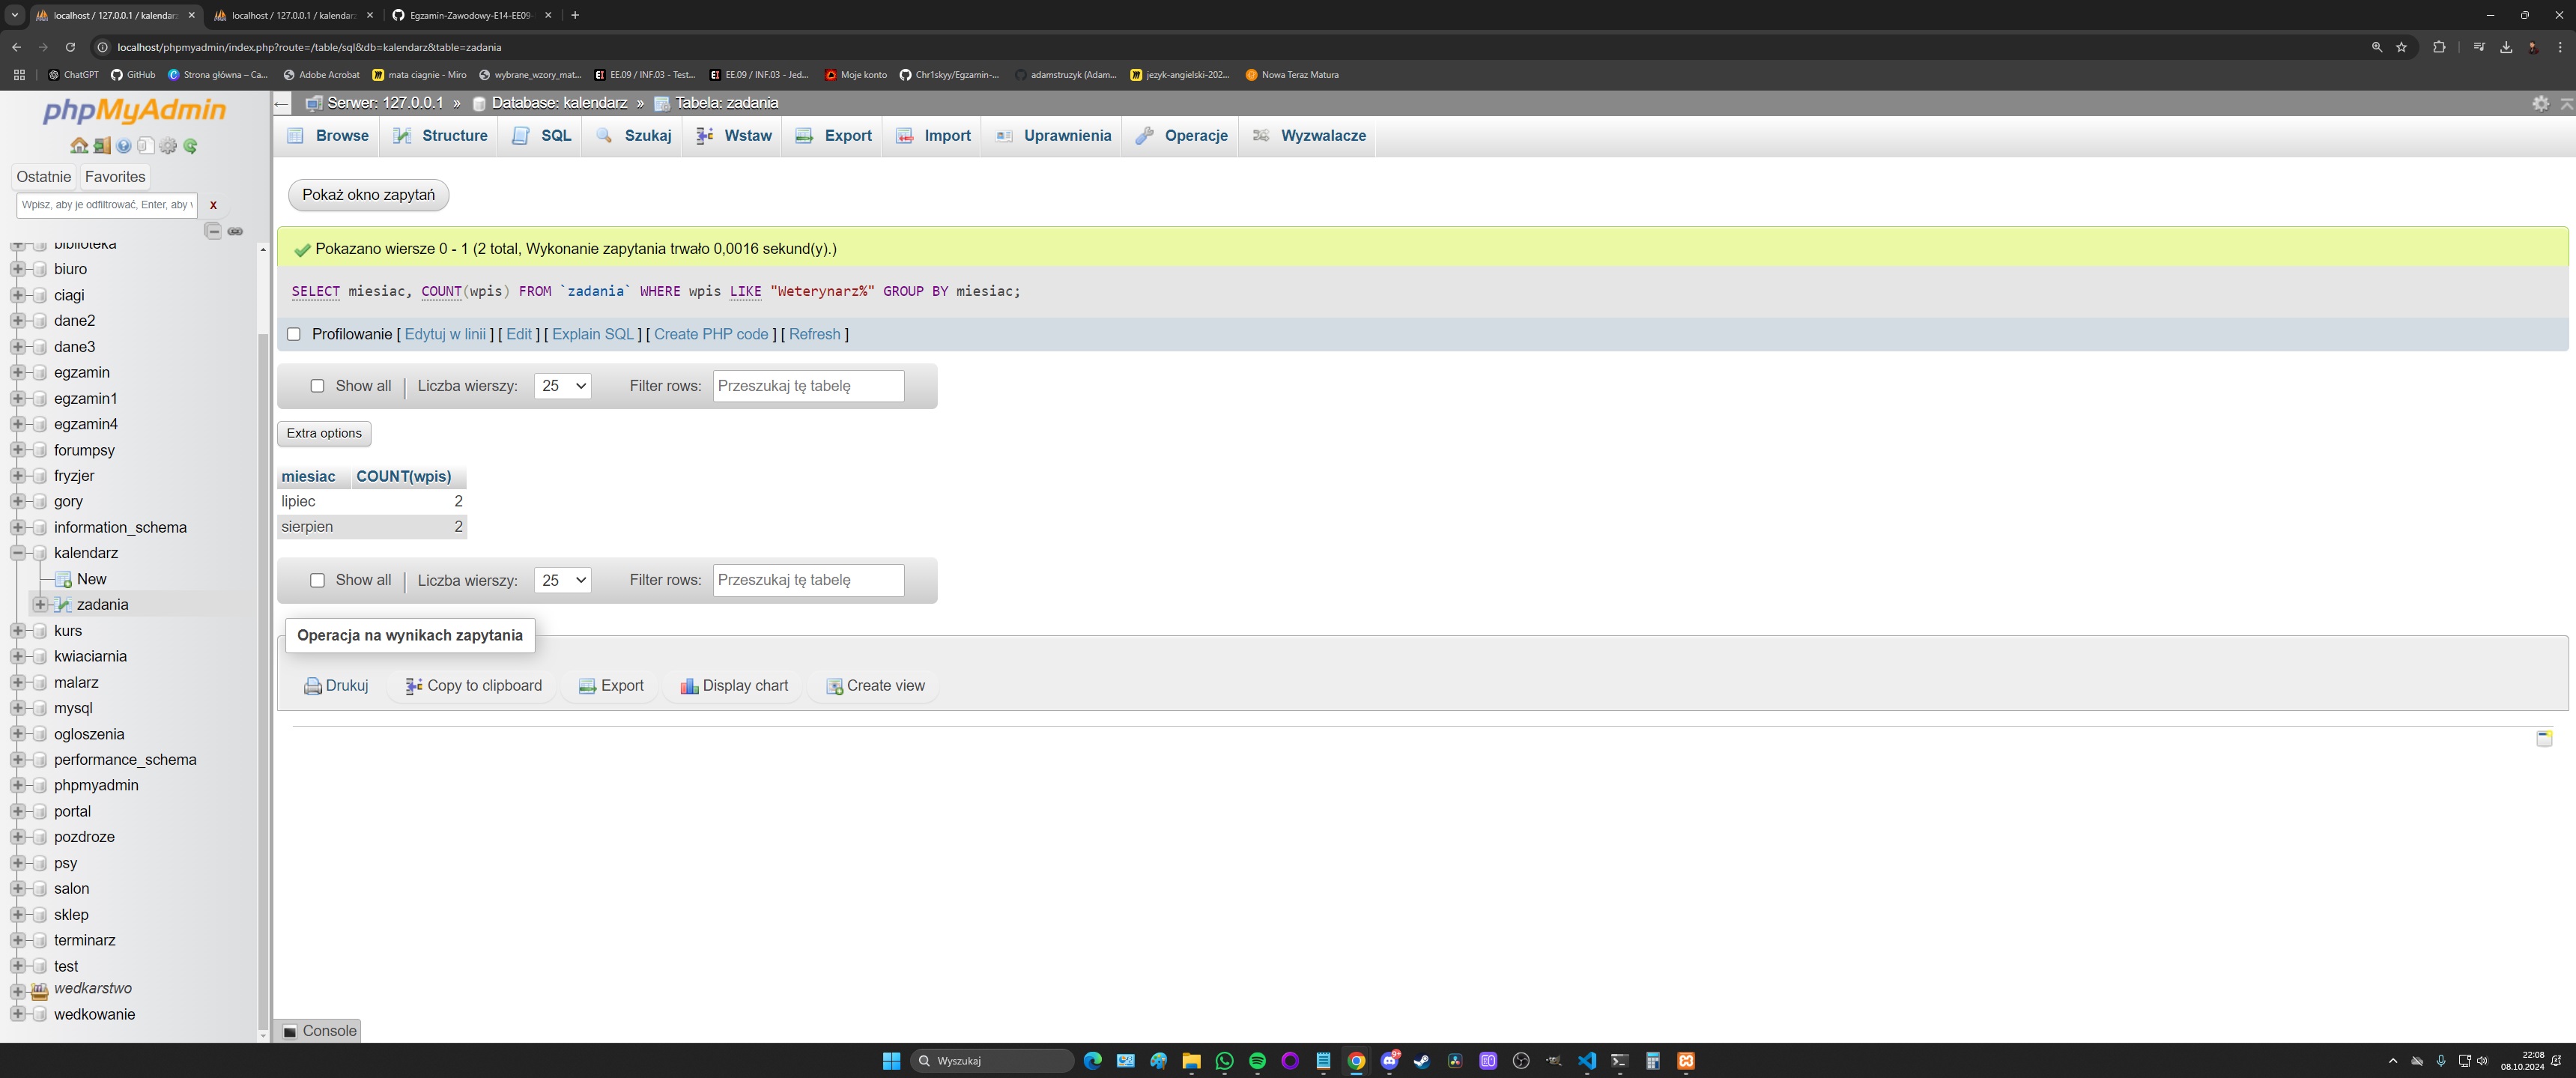 localhost / 127.0.0.1 / kalendarz
localhost / 127.0.0.1 / kalendarz
Egzamin-Zawodowy-E14-EE09-
localhost/phpmyadmin/index.php?route=/table/sql&db=kalendarz&table=zadania
ChatGPT
GitHub
Strona główna – Ca...
Adobe Acrobat
mata ciagnie - Miro
wybrane_wzory_mat...
EE.09 / INF.03 - Test...
EE.09 / INF.03 - Jed...
Moje konto
Chr1skyy/Egzamin-...
adamstruzyk (Adam...
jezyk-angielski-202...
Nowa Teraz Matura
phpMyAdmin
Ostatnie
Favorites
Wpisz, aby je odfiltrować, Enter, aby
X
biblioteka
biuro
ciagi
dane2
dane3
egzamin
egzamin1
egzamin4
forumpsy
fryzjer
gory
information_schema
kalendarz
New
zadania
kurs
kwiaciarnia
malarz
mysql
ogloszenia
performance_schema
phpmyadmin
portal
pozdroze
psy
salon
sklep
terminarz
test
wedkarstwo
wedkowanie
Serwer: 127.0.0.1 » Database: kalendarz » Tabela: zadania
Browse
Structure
SQL
Szukaj
Wstaw
Export
Import
Uprawnienia
Operacje
Wyzwalacze
Pokaż okno zapytań
Pokazano wiersze 0 - 1 (2 total, Wykonanie zapytania trwało 0,0016 sekund(y).)
SELECT miesiac, COUNT(wpis) FROM `zadania` WHERE wpis LIKE "Weterynarz%" GROUP BY miesiac;
Profilowanie [ Edytuj w linii ] [ Edit ] [ Explain SQL ] [ Create PHP code ] [ Refresh ]
Show all | Liczba wierszy: 25 Filter rows: Przeszukaj tę tabelę
Extra options
miesiac COUNT(wpis)
lipiec 2
sierpien 2
Show all | Liczba wierszy: 25 Filter rows: Przeszukaj tę tabelę
Operacja na wynikach zapytania
Drukuj
Copy to clipboard
Export
Display chart
Create view
Console
Wyszukaj
9+
22:08
08.10.2024